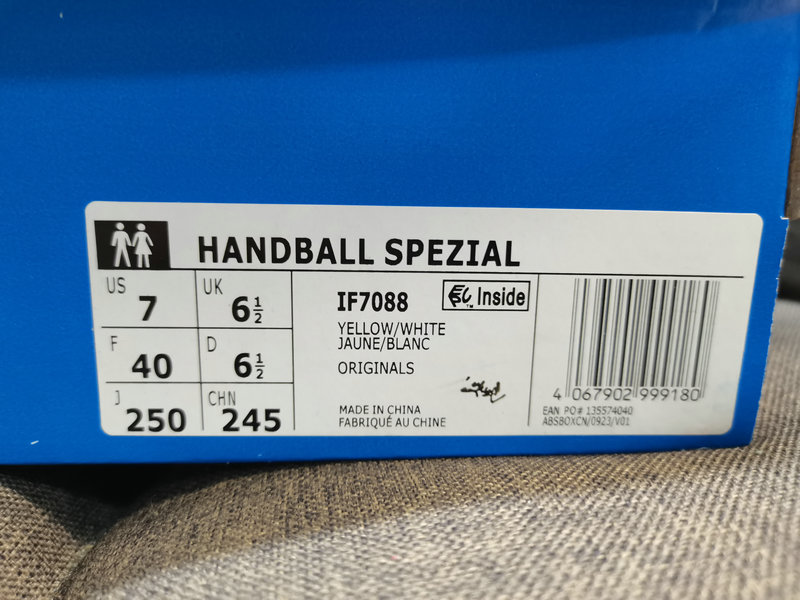 HANDBALL SPEZIAL
US 7
UK 6½
F 40
D 6½
J 250
CHN 245
IF7088
Inside
YELLOW/WHITE
JAUNE/BLANC
ORIGINALS
MADE IN CHINA
FABRIQUÉ AU CHINE
4 067902 999180
EAN PO# 135574040
ABSBOXCN/0923/V01